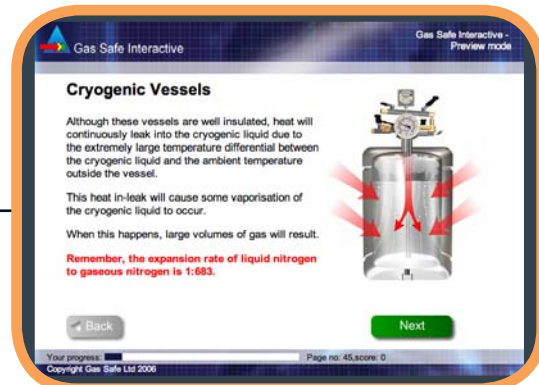 Gas Safe Interactive
Gas Safe Interactive -
Preview mode
Cryogenic Vessels
Although these vessels are well insulated, heat will
continuously leak into the cryogenic liquid due to
the extremely large temperature differential between
the cryogenic liquid and the ambient temperature
outside the vessel.
This heat in-leak will cause some vaporisation of
the cryogenic liquid to occur.
When this happens, large volumes of gas will result.
Remember, the expansion rate of liquid nitrogen
to gaseous nitrogen is 1:683.
Back
Next
Your progress:
Page no: 45,score: 0
Copyright Gas Safe Ltd 2006